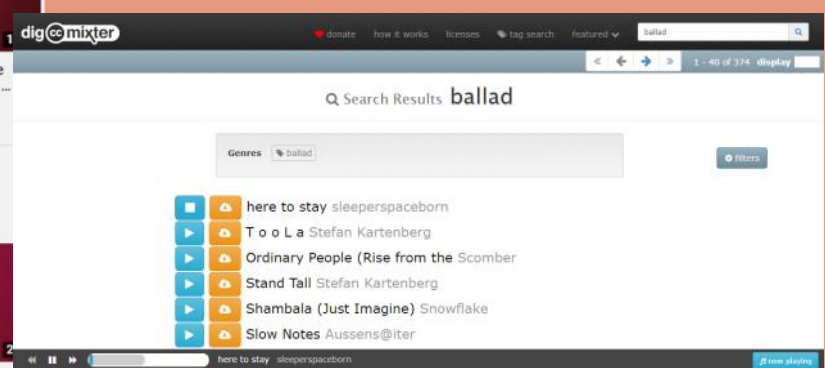 dig ccmixter donate how it works licenses tag search featured ballad
1 - 40 of 374 display
Search Results ballad
Genres ballad
filters
here to stay sleeperspaceborn
T o o L a Stefan Kartenberg
Ordinary People (Rise from the Scomber
Stand Tall Stefan Kartenberg
Shambala (Just Imagine) Snowflake
Slow Notes Aussens@iter
here to stay sleeperspaceborn now playing